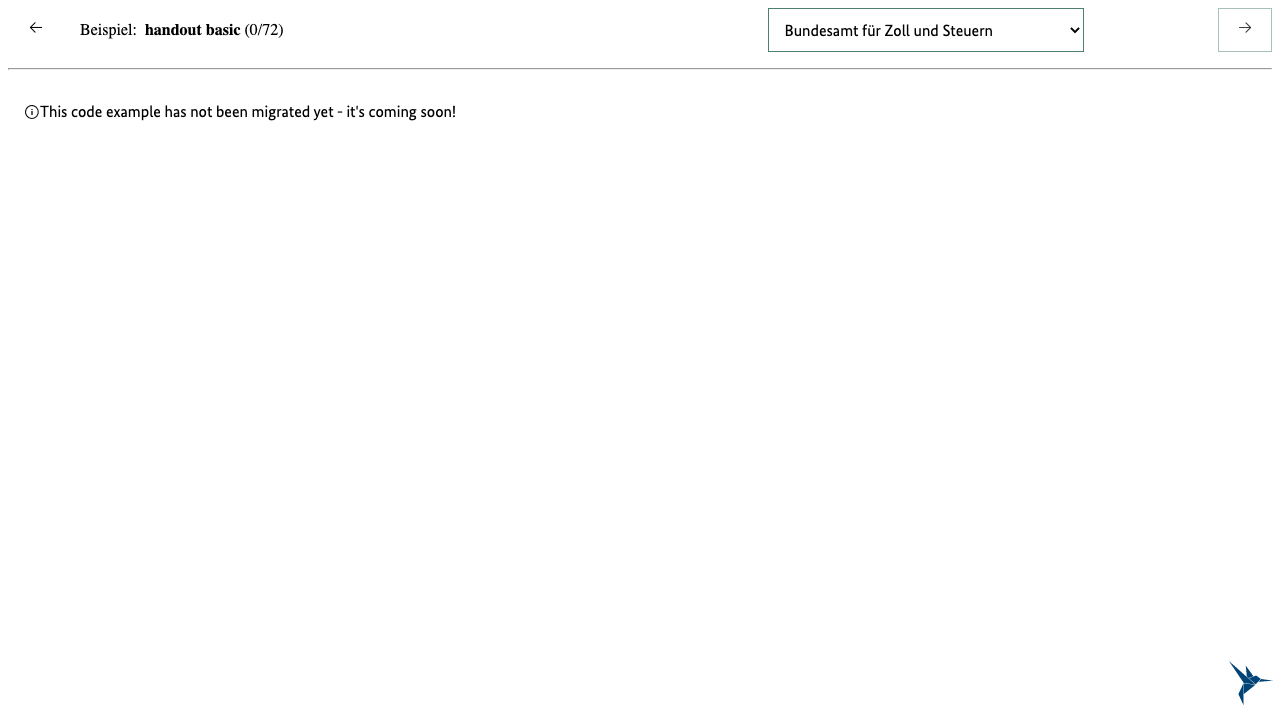 Beispiel: handout basic (0/72)
Bundesamt für Zoll und Steuern
This code example has not been migrated yet - it's coming soon!